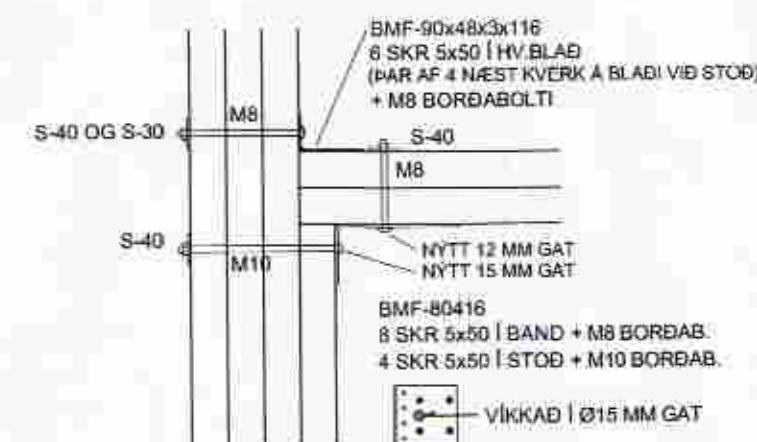 BMF-90x48x3x116
6 SKR 5x50 Í HV.BLAÐ
(ÞAR AF 4 NÆST KVERK Á BLAÐI VIÐ STOÐ)
+ M8 BORÐABOLTI
M8
S-40 OG S-30
S-40
M8
S-40
NÝTT 12 MM GAT
M10
NÝTT 15 MM GAT
BMF-80416
8 SKR 5x50 Í BAND + M8 BORÐAB.
4 SKR 5x50 Í STOÐ + M10 BORÐAB.
VÍKKAÐ Í Ø15 MM GAT